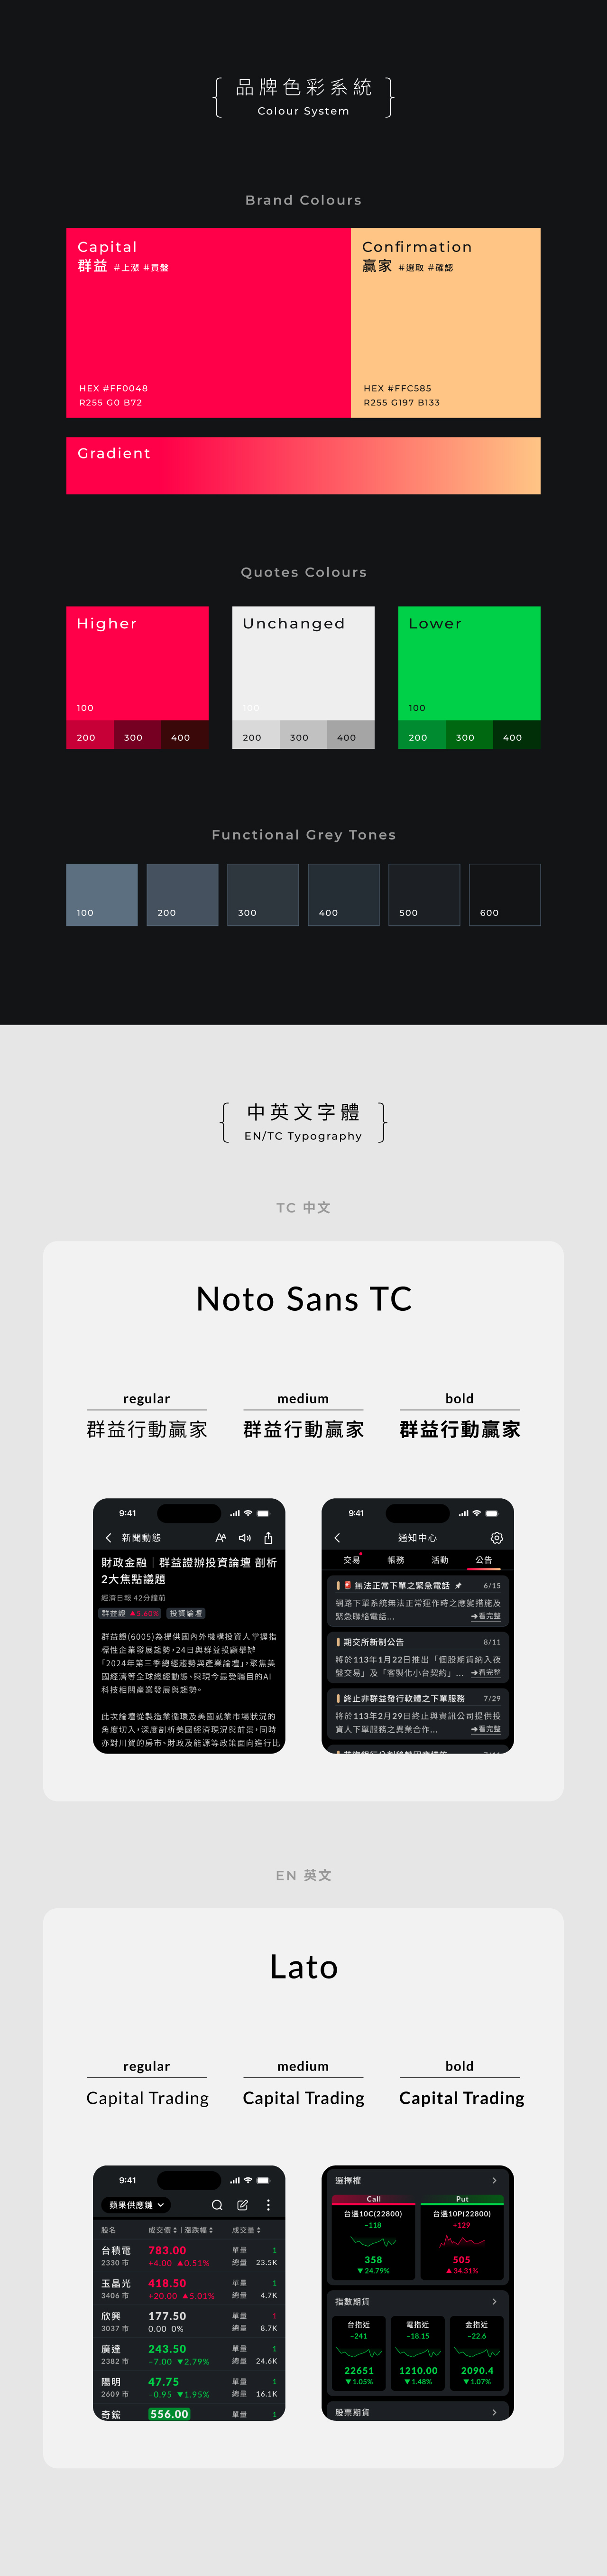 品牌色彩系統
Colour System
Brand Colours
Capital
群益 #上漲 #買盤
HEX #FF0048
R255 G0 B72
Confirmation
贏家 #選取 #確認
HEX #FFC585
R255 G197 B133
Gradient
Quotes Colours
Higher
100
200 300 400
Unchanged
100
200 300 400
Lower
100
200 300 400
Functional Grey Tones
100 200 300 400 500 600
中英文字體
EN/TC Typography
TC 中文
Noto Sans TC
regular
群益行動贏家
medium
群益行動贏家
bold
群益行動贏家
9:41
新聞動態
財政金融｜群益證辦投資論壇 剖析
2大焦點議題
經濟日報 42分鐘前
群益證 ▲5.60% 投資論壇
群益證(6005)為提供國內外機構投資人掌握指
標性企業發展趨勢，24日與群益投顧舉辦
「2024年第三季總經趨勢與產業論壇」，聚焦美
國經濟等全球總經動態、與現今最受矚目的AI
科技相關產業發展與趨勢。
此次論壇從製造業循環及美國就業市場狀況的
角度切入，深度剖析美國經濟現況與前景，同時
亦對川賀的房市、財政及能源等政策面向進行比
9:41
通知中心
交易 帳務 活動 公告
無法正常下單之緊急電話 6/15
網路下單系統無法正常運作時之應變措施及
緊急聯絡電話... ➔看完整
期交所新制公告 8/11
將於113年1月22日推出「個股期貨納入夜
盤交易」及「客製化小台契約」... ➔看完整
終止非群益發行軟體之下單服務 7/29
將於113年2月29日終止與資訊公司提供投
資人下單服務之異業合作... ➔看完整
EN 英文
Lato
regular
Capital Trading
medium
Capital Trading
bold
Capital Trading
9:41
蘋果供應鏈
股名 成交價 | 漲跌幅 成交量
台積電 783.00 單量 1
2330 市 +4.00 ▲0.51% 總量 23.5K
玉晶光 418.50 單量 1
3406 市 +20.00 ▲5.01% 總量 4.7K
欣興 177.50 單量 1
3037 市 0.00 0% 總量 8.7K
廣達 243.50 單量 1
2382 市 −7.00 ▼2.79% 總量 24.6K
陽明 47.75 單量 1
2609 市 −0.95 ▼1.95% 總量 16.1K
奇鋐 556.00 單量 1
選擇權
Call
台選10C(22800)
−118
358
▼24.79%
Put
台選10P(22800)
+129
505
▲34.31%
指數期貨
台指近
−241
22651
▼1.05%
電指近
−18.15
1210.00
▼1.48%
金指近
−22.6
2090.4
▼1.07%
股票期貨